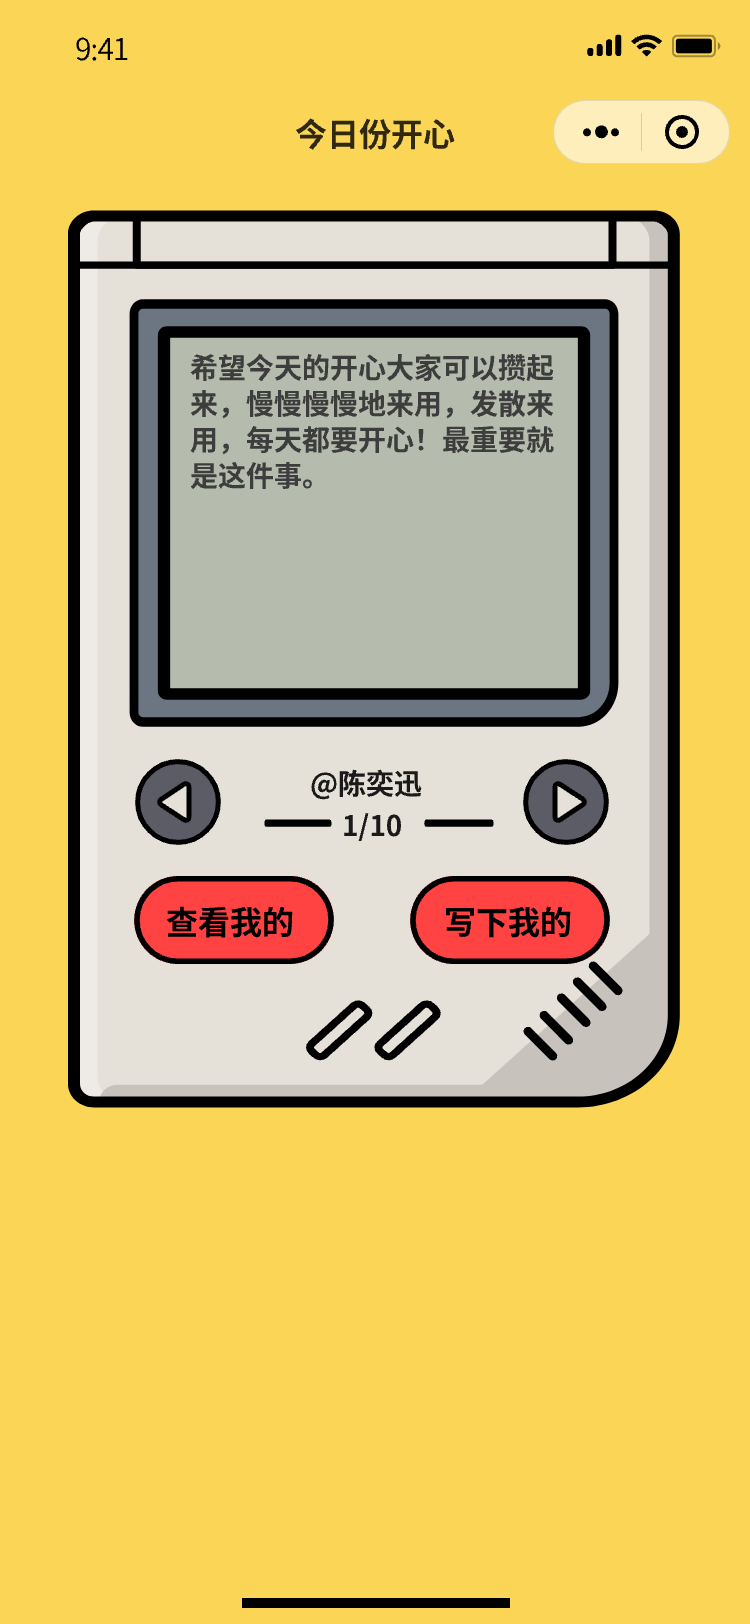 9:41
今日份开心
希望今天的开心大家可以攒起
来，慢慢慢慢地来用，发散来
用，每天都要开心！最重要就
是这件事。
@陈奕迅
1/10
查看我的
写下我的